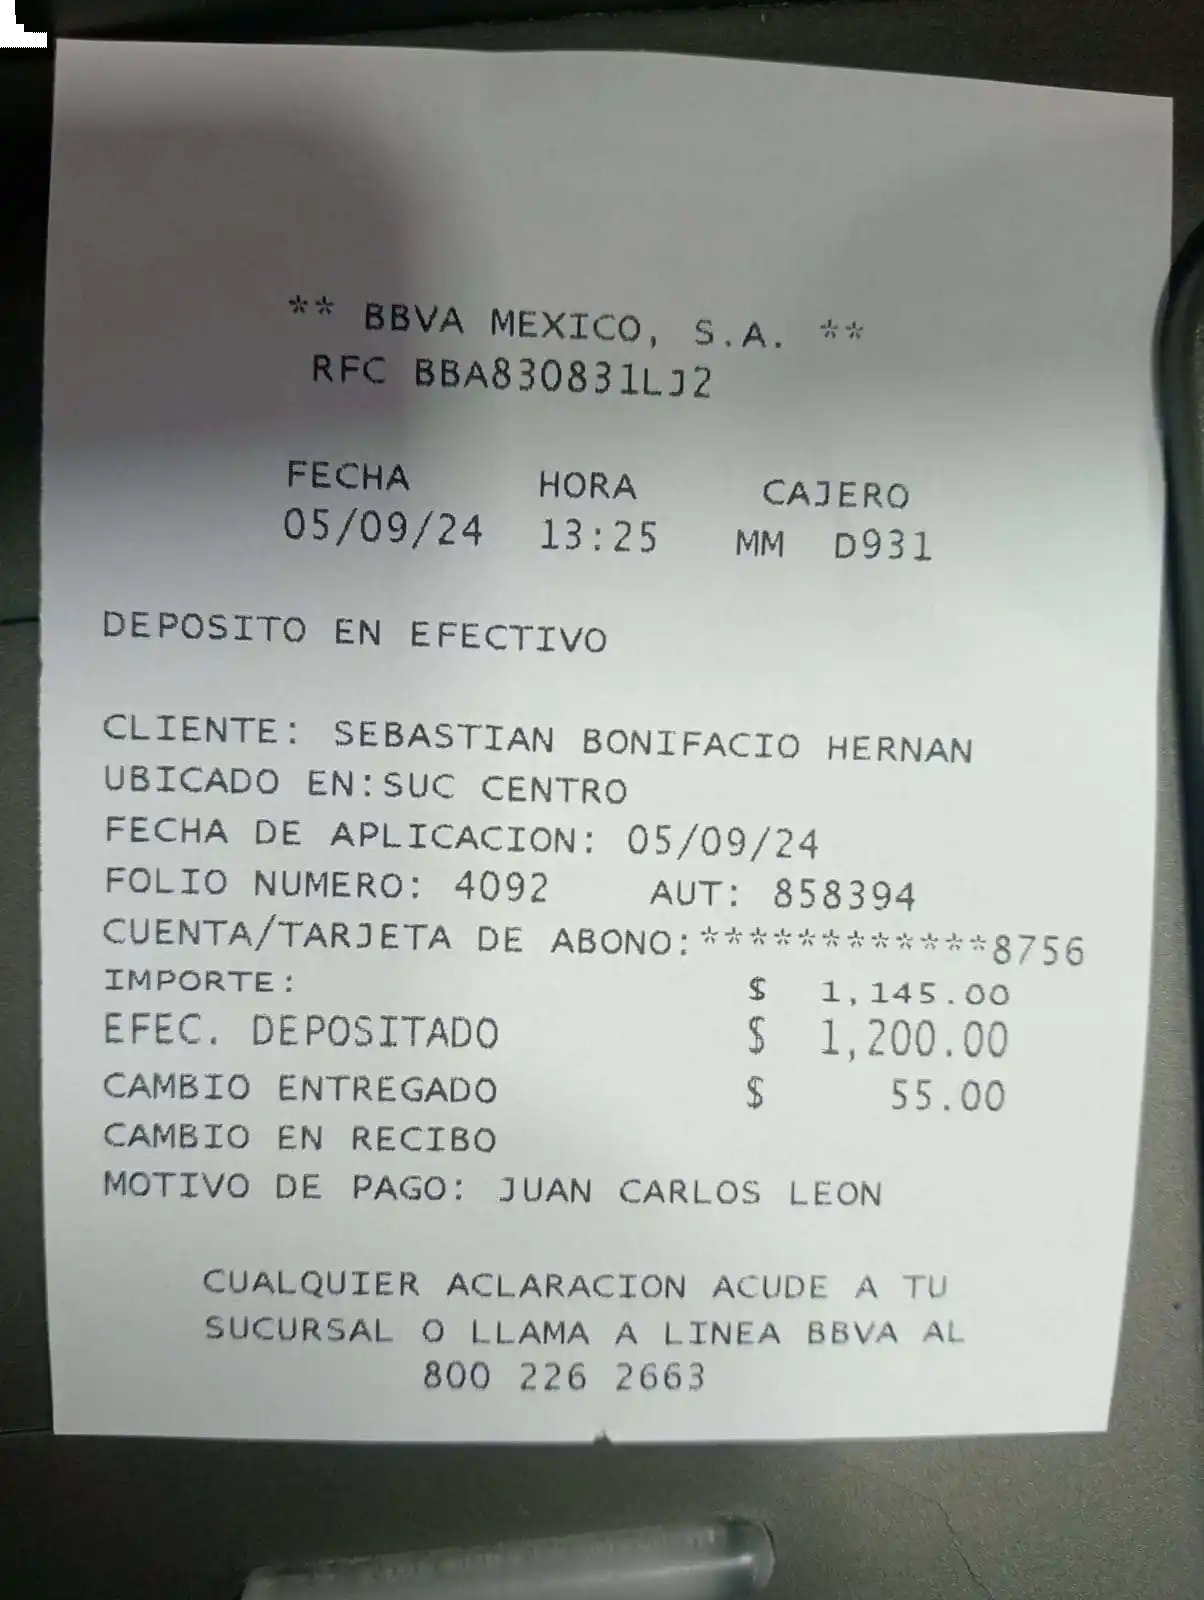 ** BBVA MEXICO, S.A. **
RFC BBA830831LJ2
FECHA HORA CAJERO
05/09/24 13:25 MM D931
DEPOSITO EN EFECTIVO
CLIENTE: SEBASTIAN BONIFACIO HERNAN
UBICADO EN:SUC CENTRO
FECHA DE APLICACION: 05/09/24
FOLIO NUMERO: 4092 AUT: 858394
CUENTA/TARJETA DE ABONO:************8756
IMPORTE: $ 1,145.00
EFEC. DEPOSITADO $ 1,200.00
CAMBIO ENTREGADO $ 55.00
CAMBIO EN RECIBO
MOTIVO DE PAGO: JUAN CARLOS LEON
CUALQUIER ACLARACION ACUDE A TU
SUCURSAL O LLAMA A LINEA BBVA AL
800 226 2663